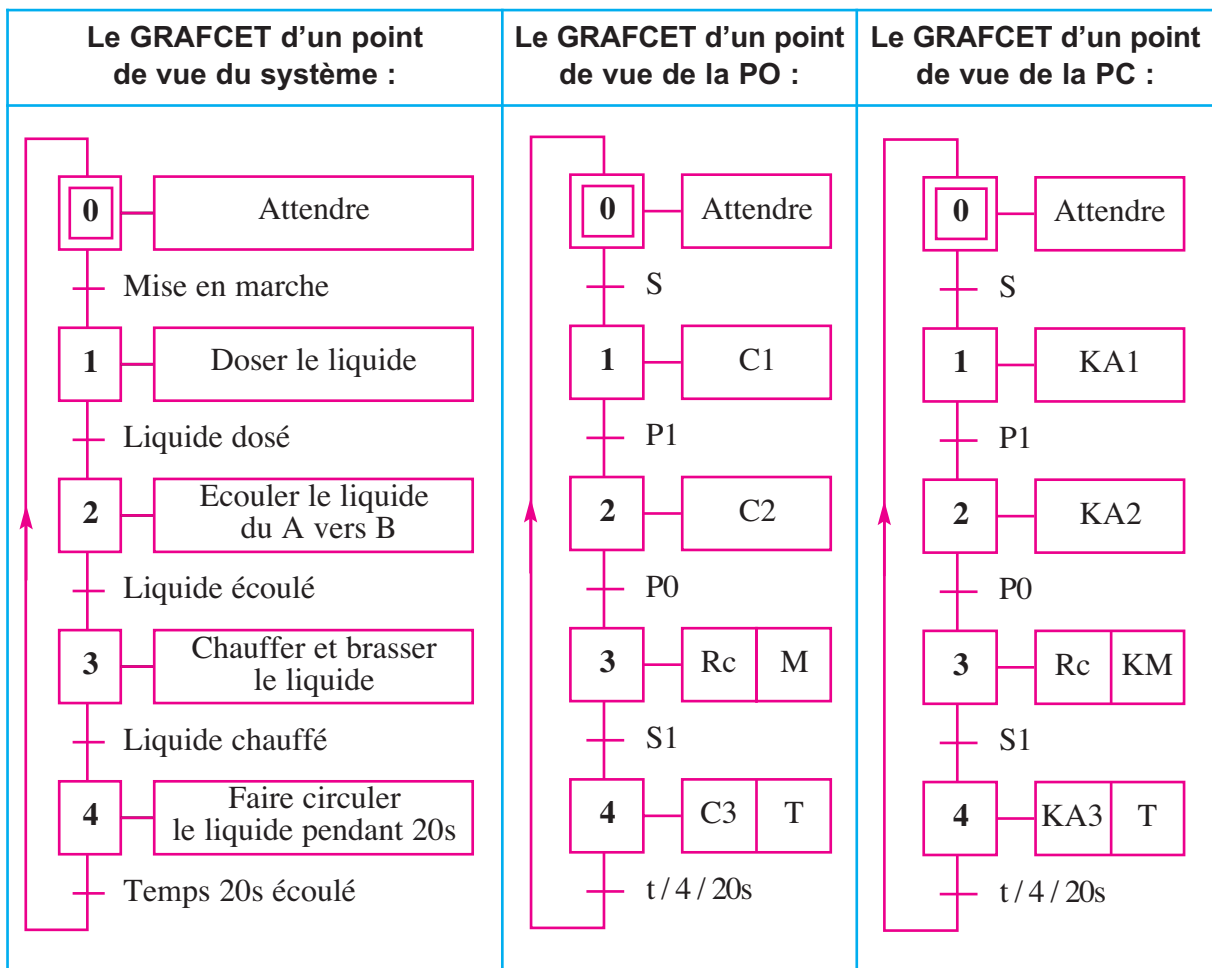 Le GRAFCET d'un point
de vue du système :
Attendre
0
Mise en marche
1
Doser le liquide
Liquide dosé
2
Ecouler le liquide
du A vers B
Liquide écoulé
3
Chauffer et brasser
le liquide
Liquide chauffé
4
Faire circuler
le liquide pendant 20s
Temps 20s écoulé
Le GRAFCET d'un point
de vue de la PO :
0
Attendre
S
1
C1
P1
2
C2
P0
3
Rc
M
S1
4
C3
T
t / 4 / 20s
Le GRAFCET d'un point
de vue de la PC :
0
Attendre
S
1
KA1
P1
2
KA2
P0
3
Rc
KM
S1
4
KA3
T
t / 4 / 20s